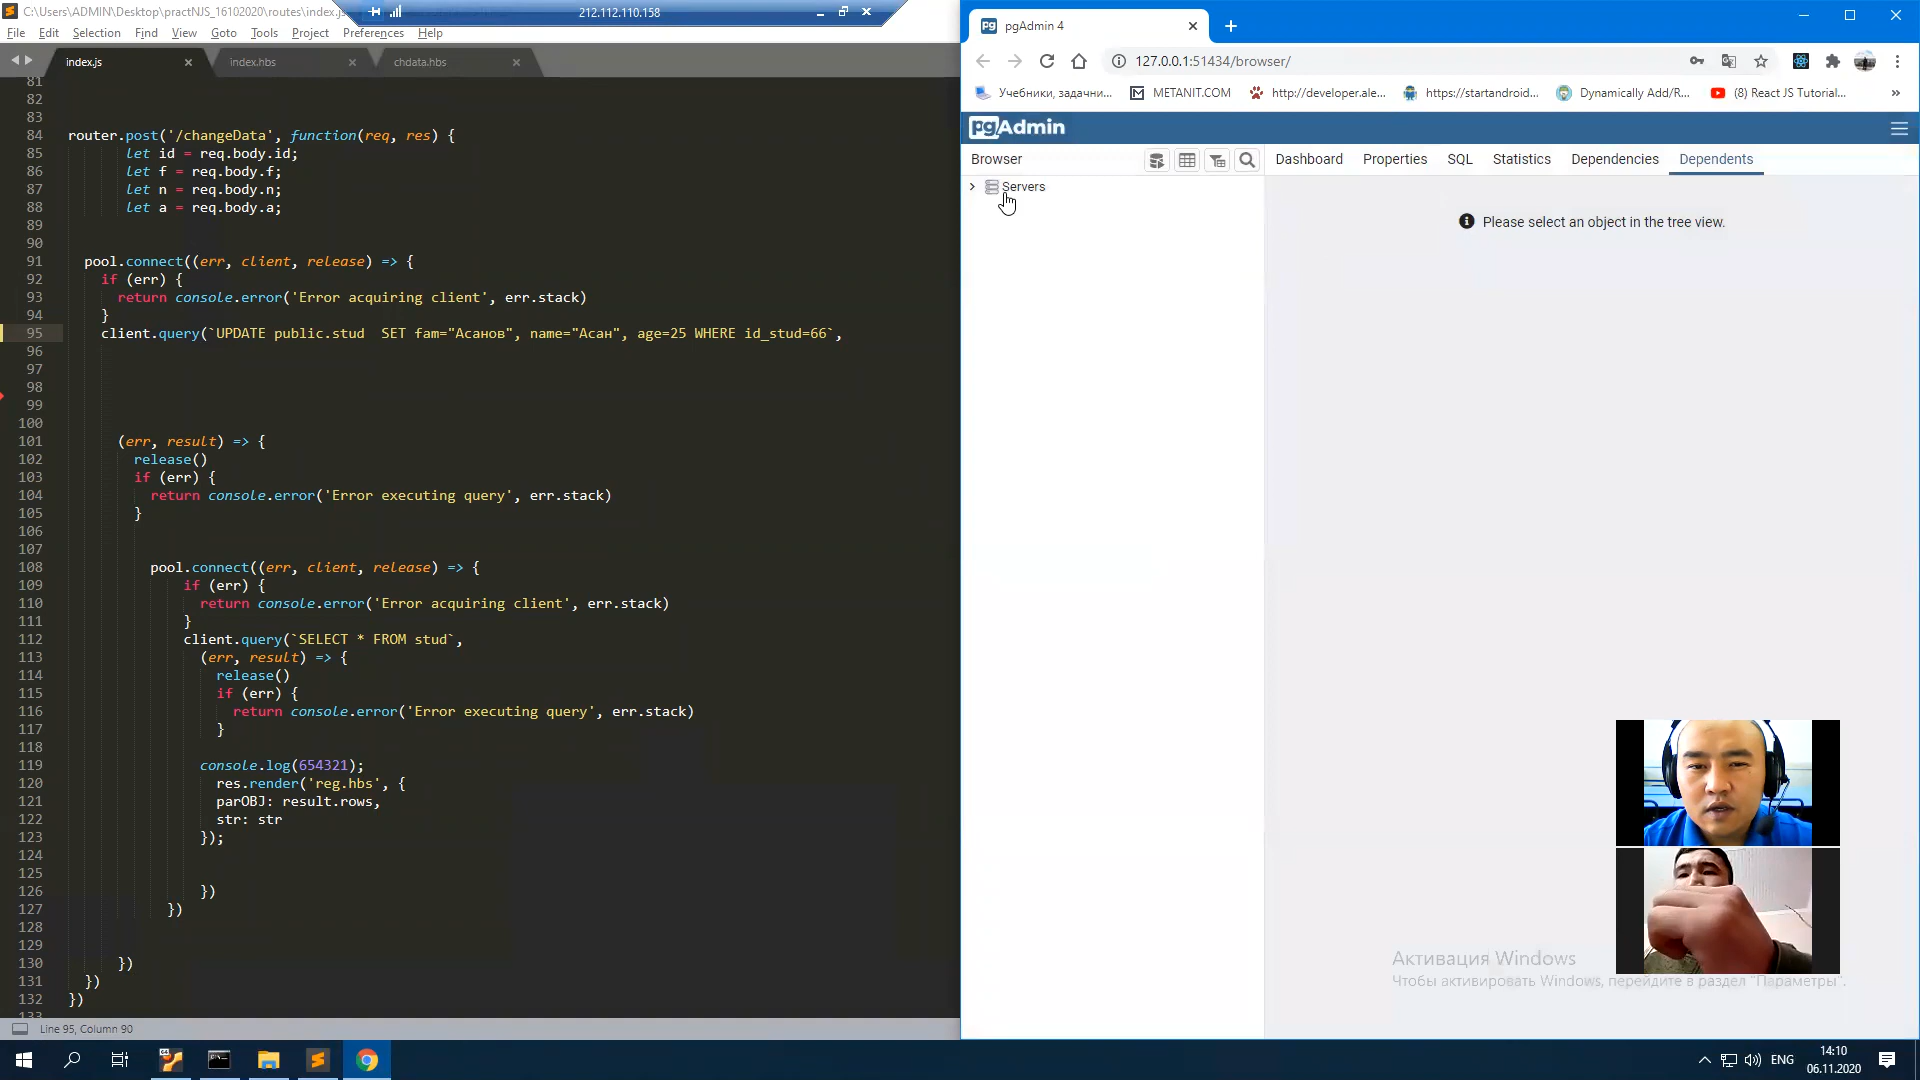 C:\Users\ADMIN\Desktop\practNJS_16102020\routes\index.js
212.112.110.158
File Edit Selection Find View Goto Tools Project Preferences Help
index.js
index.hbs
chdata.hbs
81
82
83
84 router.post('/changeData', function(req, res) {
85 let id = req.body.id;
86 let f = req.body.f;
87 let n = req.body.n;
88 let a = req.body.a;
89
90
91 pool.connect((err, client, release) => {
92 if (err) {
93 return console.error('Error acquiring client', err.stack)
94 }
95 client.query(`UPDATE public.stud  SET fam="Асанов", name="Асан", age=25 WHERE id_stud=66`,
96
97
98
99
100
101 (err, result) => {
102 release()
103 if (err) {
104 return console.error('Error executing query', err.stack)
105 }
106
107
108 pool.connect((err, client, release) => {
109 if (err) {
110 return console.error('Error acquiring client', err.stack)
111 }
112 client.query(`SELECT * FROM stud`,
113 (err, result) => {
114 release()
115 if (err) {
116 return console.error('Error executing query', err.stack)
117 }
118
119 console.log(654321);
120 res.render('reg.hbs', {
121 parOBJ: result.rows,
122 str: str
123 });
124
125
126 })
127 })
128
129
130 })
131 })
132 })
133
Line 95, Column 90
pgAdmin 4
127.0.0.1:51434/browser/
Учебники, задачни... METANIT.COM http://developer.ale... https://startandroid... Dynamically Add/R... (8) React JS Tutorial... »
pgAdmin
Browser
Dashboard Properties SQL Statistics Dependencies Dependents
Servers
Please select an object in the tree view.
Активация Windows
Чтобы активировать Windows, перейдите в раздел "Параметры".
ENG
14:10
06.11.2020